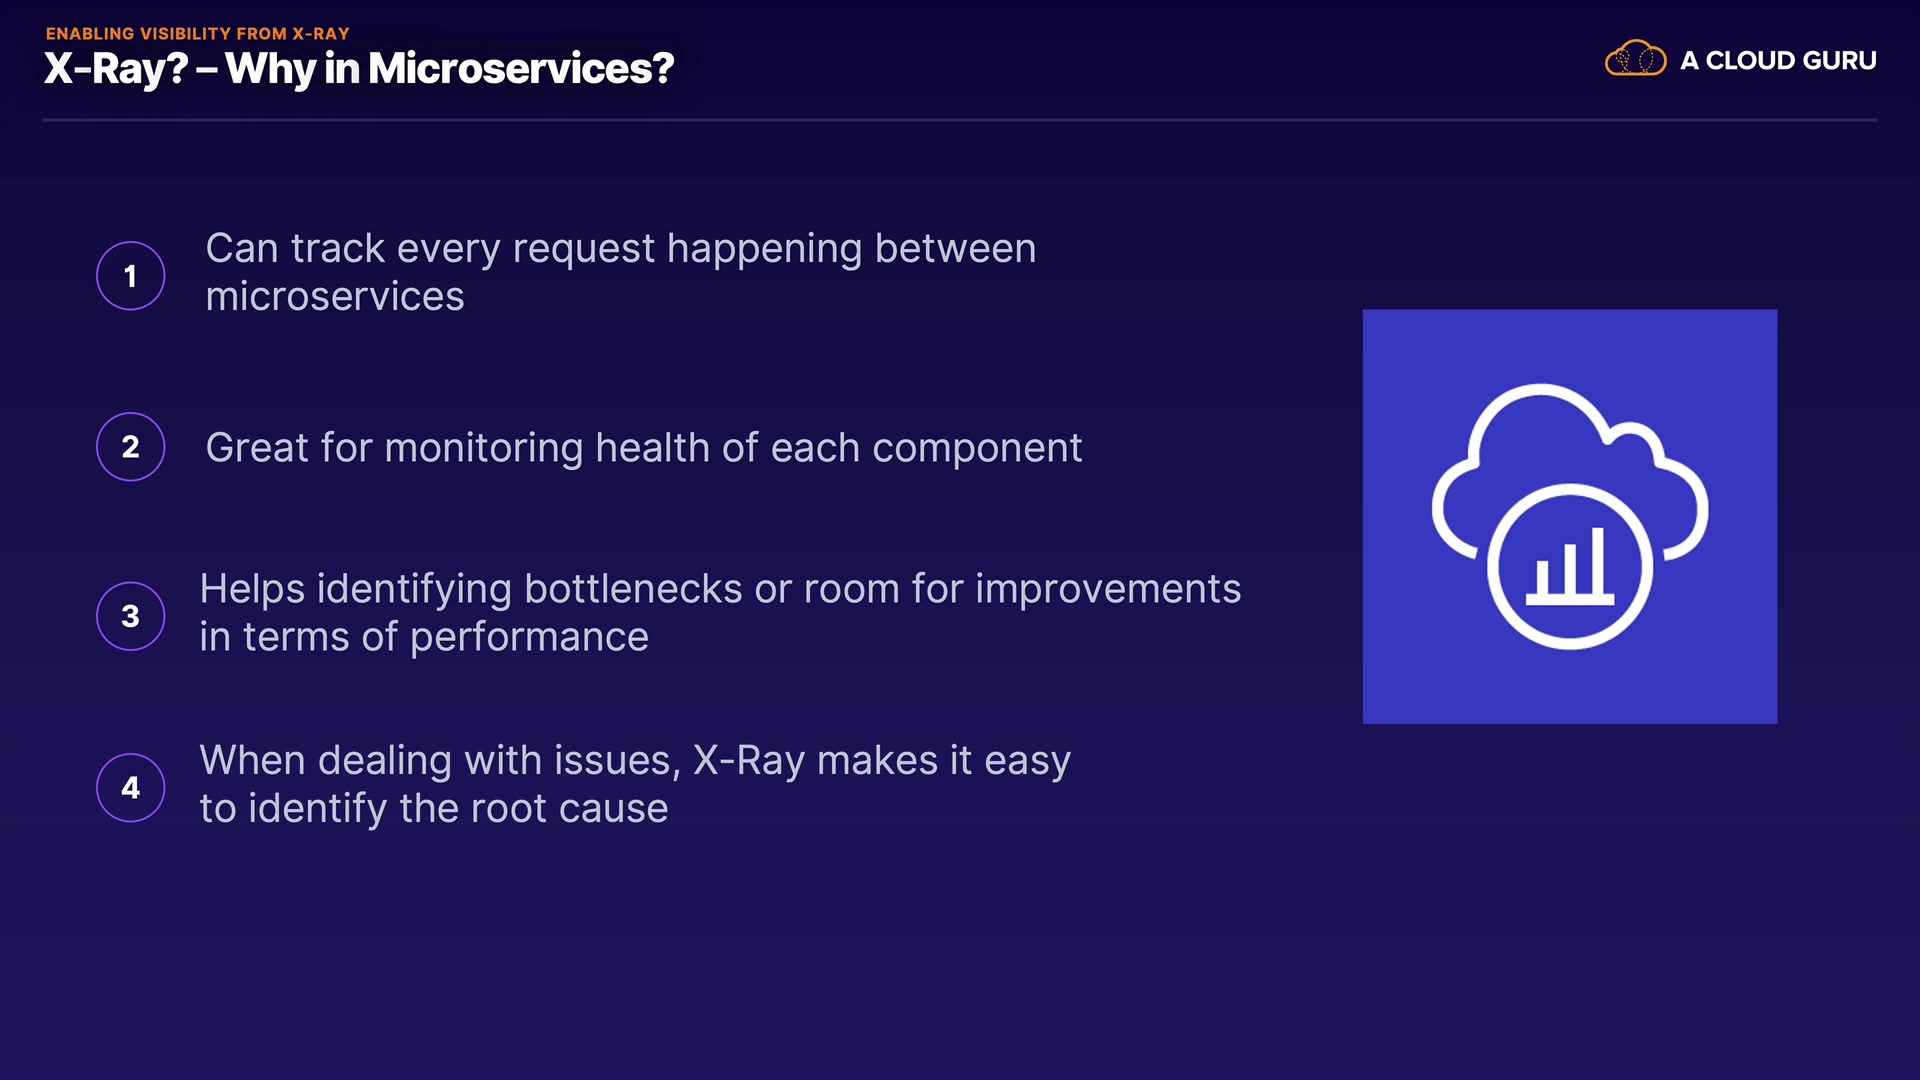 ENABLING VISIBILITY FROM X-RAY
X-Ray? – Why in Microservices?
A CLOUD GURU
1
Can track every request happening between
microservices
2
Great for monitoring health of each component
3
Helps identifying bottlenecks or room for improvements
in terms of performance
4
When dealing with issues, X-Ray makes it easy
to identify the root cause